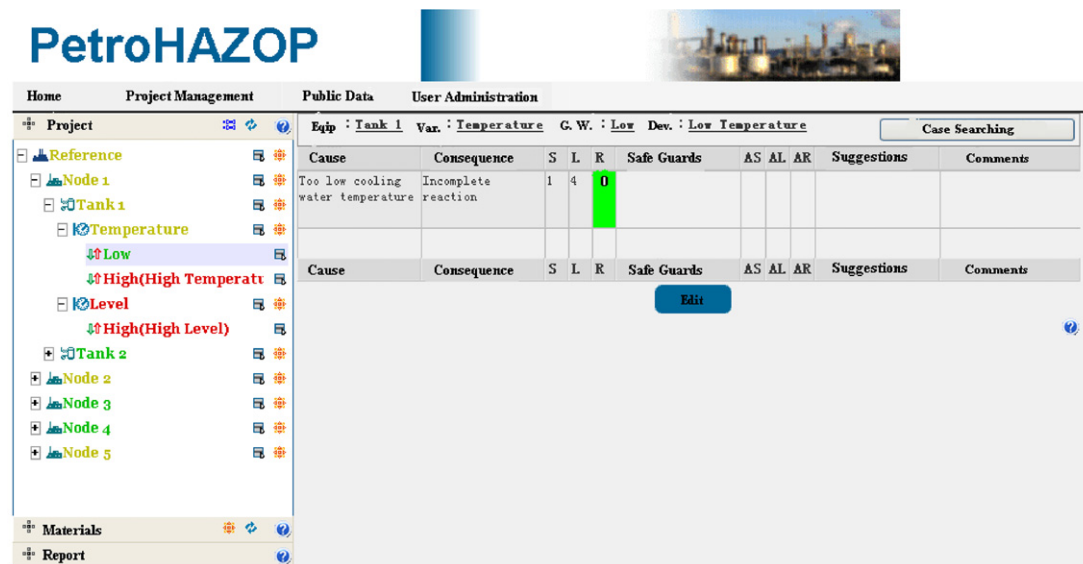 PetroHAZOP
Home Project Management Public Data User Administration
Project
Eqip : Tank 1 Var. : Temperature G. W. : Low Dev. : Low Temperature
Case Searching
Reference
Node 1
Tank 1
Temperature
Low
High(High Temperatu
Level
High(High Level)
Tank 2
Node 2
Node 3
Node 4
Node 5
Materials
Report
Cause Consequence S L R Safe Guards AS AL AR Suggestions Comments
Too low cooling Incomplete 1 4 0
water temperature reaction
Cause Consequence S L R Safe Guards AS AL AR Suggestions Comments
Edit